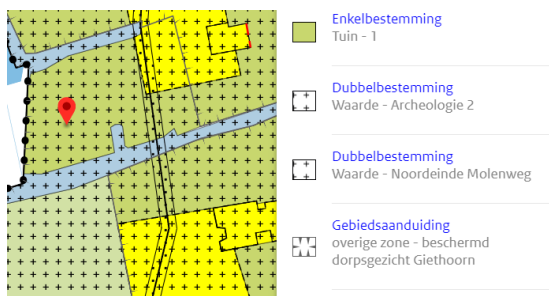 Enkelbestemming
Tuin - 1
Dubbelbestemming
Waarde - Archeologie 2
Dubbelbestemming
Waarde - Noordeinde Molenweg
Gebiedsaanduiding
overige zone - beschermd
dorpsgezicht Giethoorn